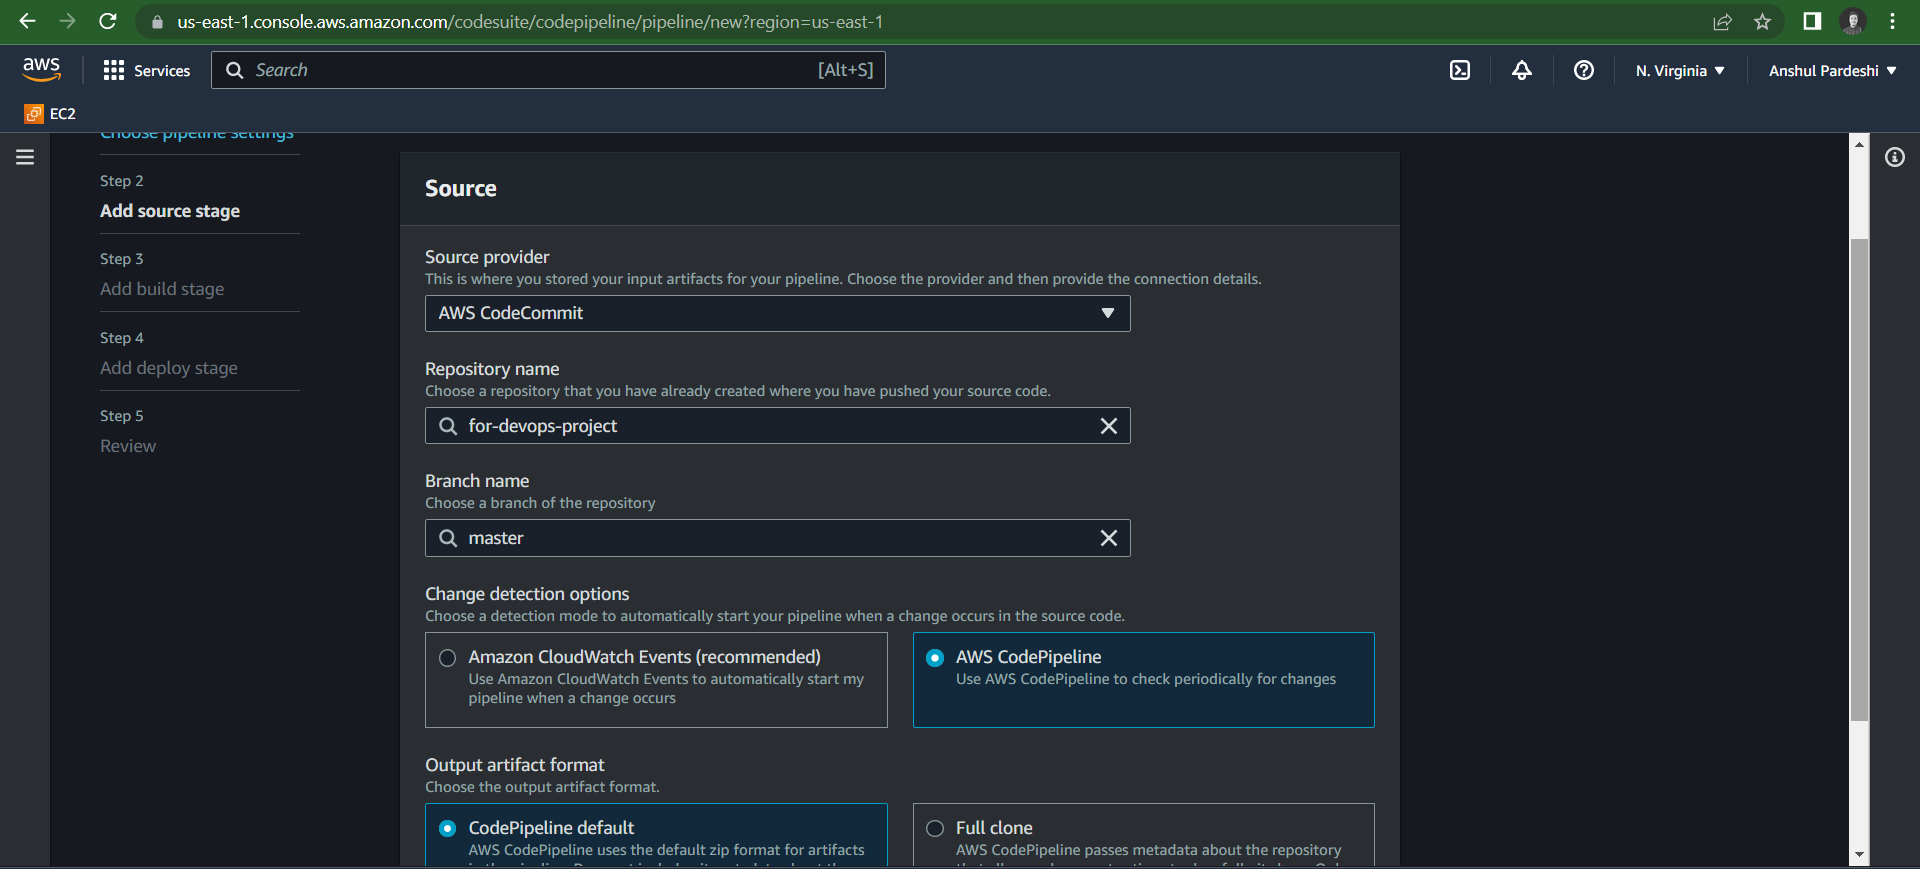 us-east-1.console.aws.amazon.com/codesuite/codepipeline/pipeline/new?region=us-east-1
aws
Services
Search
[Alt+S]
N. Virginia
Anshul Pardeshi
EC2
Choose pipeline settings
Step 2
Add source stage
Step 3
Add build stage
Step 4
Add deploy stage
Step 5
Review
Source
Source provider
This is where you stored your input artifacts for your pipeline. Choose the provider and then provide the connection details.
AWS CodeCommit
Repository name
Choose a repository that you have already created where you have pushed your source code.
for-devops-project
Branch name
Choose a branch of the repository
master
Change detection options
Choose a detection mode to automatically start your pipeline when a change occurs in the source code.
Amazon CloudWatch Events (recommended)
Use Amazon CloudWatch Events to automatically start my
pipeline when a change occurs
AWS CodePipeline
Use AWS CodePipeline to check periodically for changes
Output artifact format
Choose the output artifact format.
CodePipeline default
AWS CodePipeline uses the default zip format for artifacts
Full clone
AWS CodePipeline passes metadata about the repository